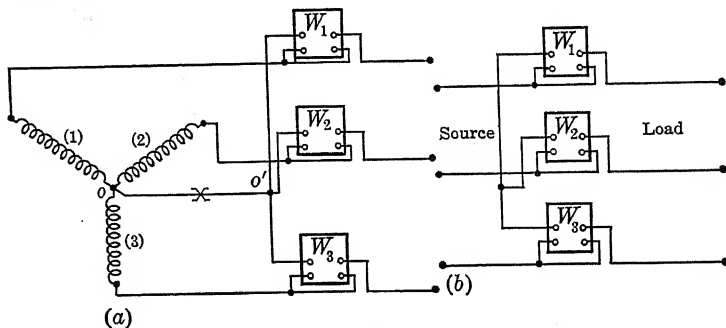 W₁
W₁
(1)
(2)
W₂
Source
W₂
Load
o
o′
(3)
W₃
W₃
(a)
(b)